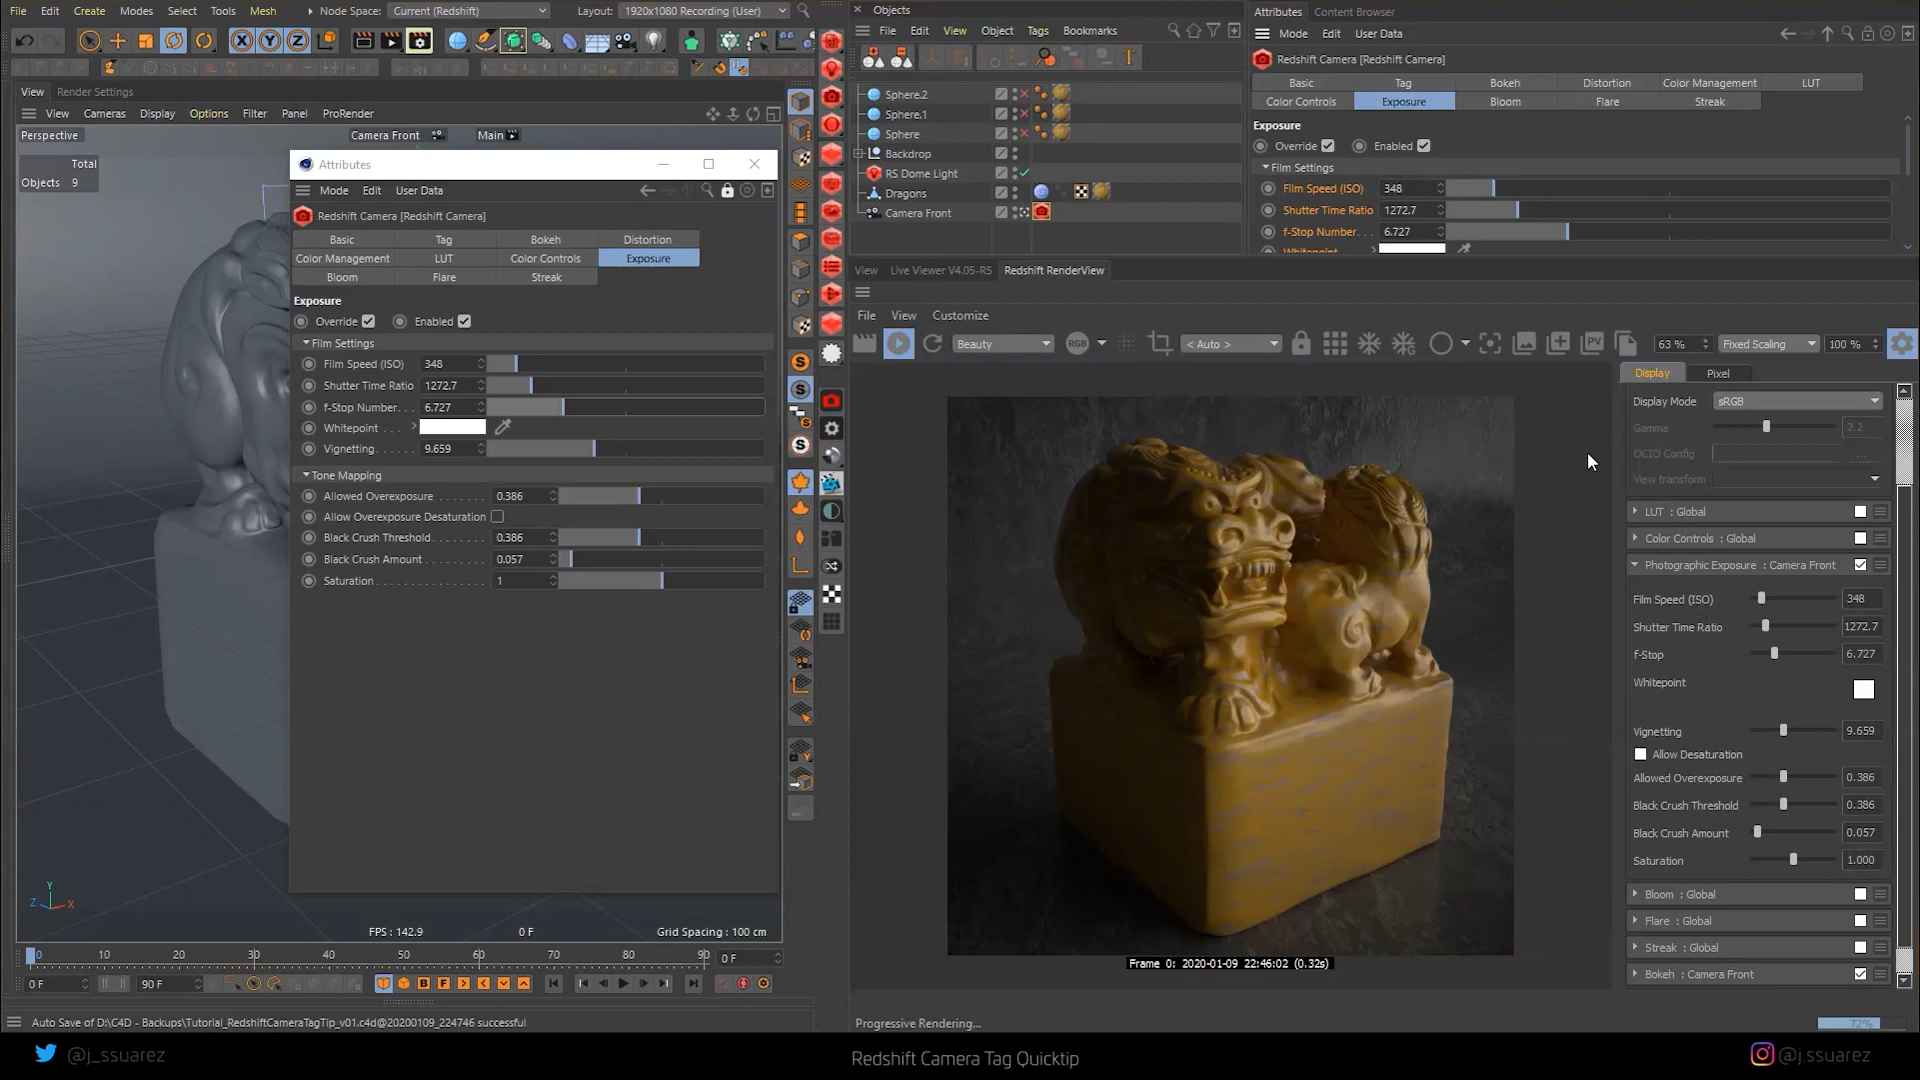 File Edit Create Modes Select Tools Mesh Node Space: Current (Redshift) Layout: 1920x1080 Recording (User)
View Render Settings
View Cameras Display Options Filter Panel ProRender
Perspective Camera Front Main
Total
Objects 9
Attributes
Mode Edit User Data
Redshift Camera [Redshift Camera]
Basic Tag Bokeh Distortion
Color Management LUT Color Controls Exposure
Bloom Flare Streak
Exposure
Override Enabled
Film Settings
Film Speed (ISO) 348
Shutter Time Ratio 1272.7
f-Stop Number. . . 6.727
Whitepoint . . .
Vignetting. . . . 9.659
Tone Mapping
Allowed Overexposure . . . . . . . 0.386
Allow Overexposure Desaturation
Black Crush Threshold. . . . . . . . 0.386
Black Crush Amount . . . . . . . . . 0.057
Saturation . . . . . . . . . . . . . . . . 1
FPS : 142.9 0 F Grid Spacing : 100 cm
0 10 20 30 40 50 60 70 80 90 0 F
0 F 90 F
Auto Save of D:\C4D - Backups\Tutorial_RedshiftCameraTagTip_v01.c4d@20200109_224746 successful
Objects
File Edit View Object Tags Bookmarks
Sphere.2
Sphere.1
Sphere
Backdrop
RS Dome Light
Dragons
Camera Front
Attributes Content Browser
Mode Edit User Data
Redshift Camera [Redshift Camera]
Basic Tag Bokeh Distortion Color Management LUT
Color Controls Exposure Bloom Flare Streak
Exposure
Override Enabled
Film Settings
Film Speed (ISO) 348
Shutter Time Ratio 1272.7
f-Stop Number. . . 6.727
Whitepoint
View Live Viewer V4.05-R5 Redshift RenderView
File View Customize
Beauty RGB < Auto > PV 63 % Fixed Scaling 100 %
Display Pixel
Display Mode sRGB
Gamma 2.2
OCIO Config ...
View transform
LUT : Global
Color Controls : Global
Photographic Exposure : Camera Front
Film Speed (ISO) 348
Shutter Time Ratio 1272.7
f-Stop 6.727
Whitepoint
Vignetting 9.659
Allow Desaturation
Allowed Overexposure 0.386
Black Crush Threshold 0.386
Black Crush Amount 0.057
Saturation 1.000
Bloom : Global
Flare : Global
Streak : Global
Bokeh : Camera Front
Frame 0: 2020-01-09 22:46:02 (0.32s)
Progressive Rendering... 72%
@j_ssuarez Redshift Camera Tag Quicktip @j.ssuarez